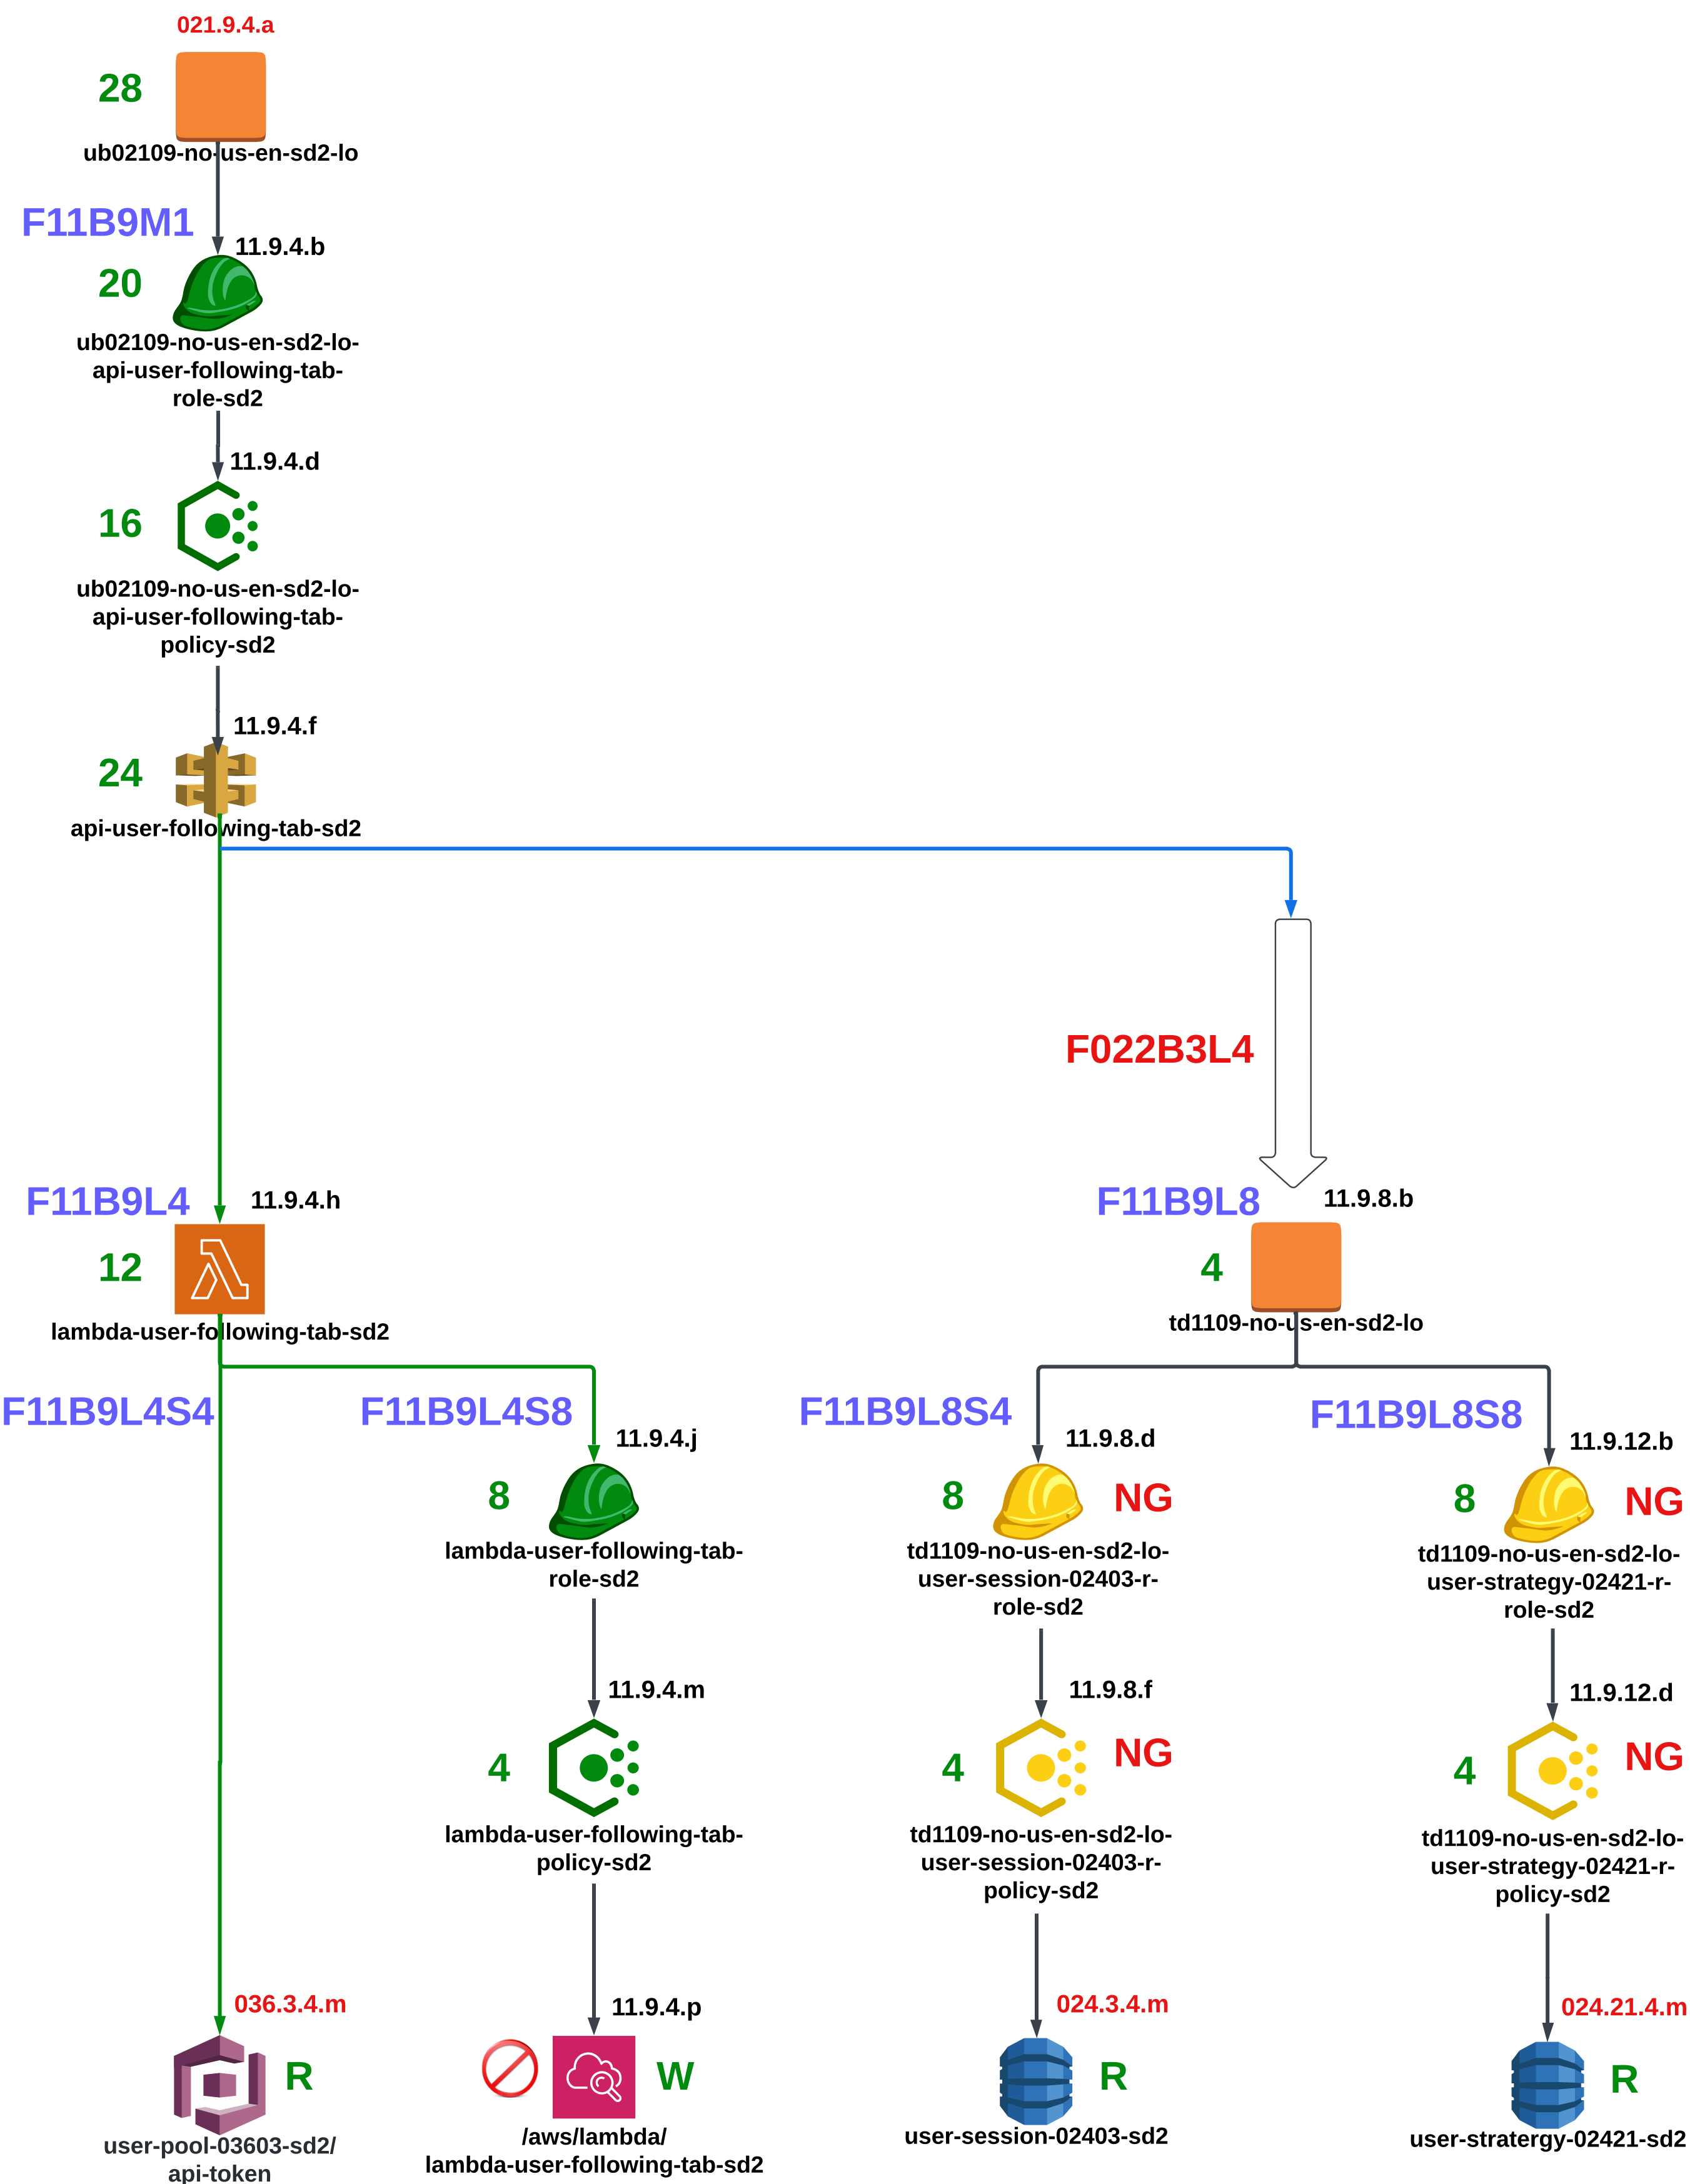 021.9.4.a
28
ub02109-no-us-en-sd2-lo
F11B9M1
11.9.4.b
20
ub02109-no-us-en-sd2-lo-
api-user-following-tab-
role-sd2
11.9.4.d
16
ub02109-no-us-en-sd2-lo-
api-user-following-tab-
policy-sd2
11.9.4.f
24
api-user-following-tab-sd2
F022B3L4
F11B9L4
11.9.4.h
12
lambda-user-following-tab-sd2
F11B9L8
11.9.8.b
4
td1109-no-us-en-sd2-lo
F11B9L4S4
F11B9L4S8
11.9.4.j
8
lambda-user-following-tab-
role-sd2
11.9.4.m
4
lambda-user-following-tab-
policy-sd2
11.9.4.p
W
/aws/lambda/
lambda-user-following-tab-sd2
F11B9L8S4
11.9.8.d
8
NG
td1109-no-us-en-sd2-lo-
user-session-02403-r-
role-sd2
11.9.8.f
4
NG
td1109-no-us-en-sd2-lo-
user-session-02403-r-
policy-sd2
024.3.4.m
R
user-session-02403-sd2
F11B9L8S8
11.9.12.b
8
NG
td1109-no-us-en-sd2-lo-
user-strategy-02421-r-
role-sd2
11.9.12.d
4
NG
td1109-no-us-en-sd2-lo-
user-strategy-02421-r-
policy-sd2
024.21.4.m
R
user-stratergy-02421-sd2
036.3.4.m
R
user-pool-03603-sd2/
api-token